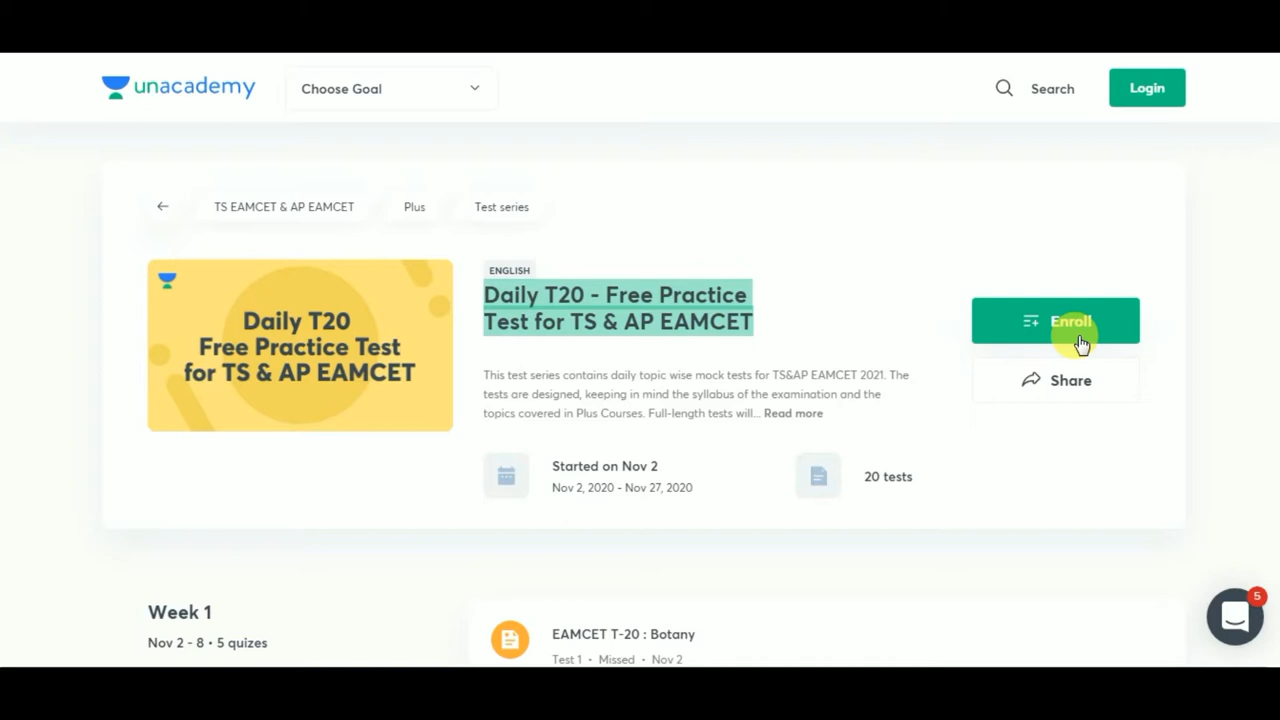 unacademy
Choose Goal
Search
Login
TS EAMCET & AP EAMCET
Plus
Test series
Daily T20
Free Practice Test
for TS & AP EAMCET
ENGLISH
Daily T20 - Free Practice
Test for TS & AP EAMCET
This test series contains daily topic wise mock tests for TS&AP EAMCET 2021. The
tests are designed, keeping in mind the syllabus of the examination and the
topics covered in Plus Courses. Full-length tests will... Read more
Started on Nov 2
Nov 2, 2020 - Nov 27, 2020
20 tests
Enroll
Share
Week 1
Nov 2 - 8 • 5 quizes
EAMCET T-20 : Botany
Test 1 • Missed • Nov 2
5